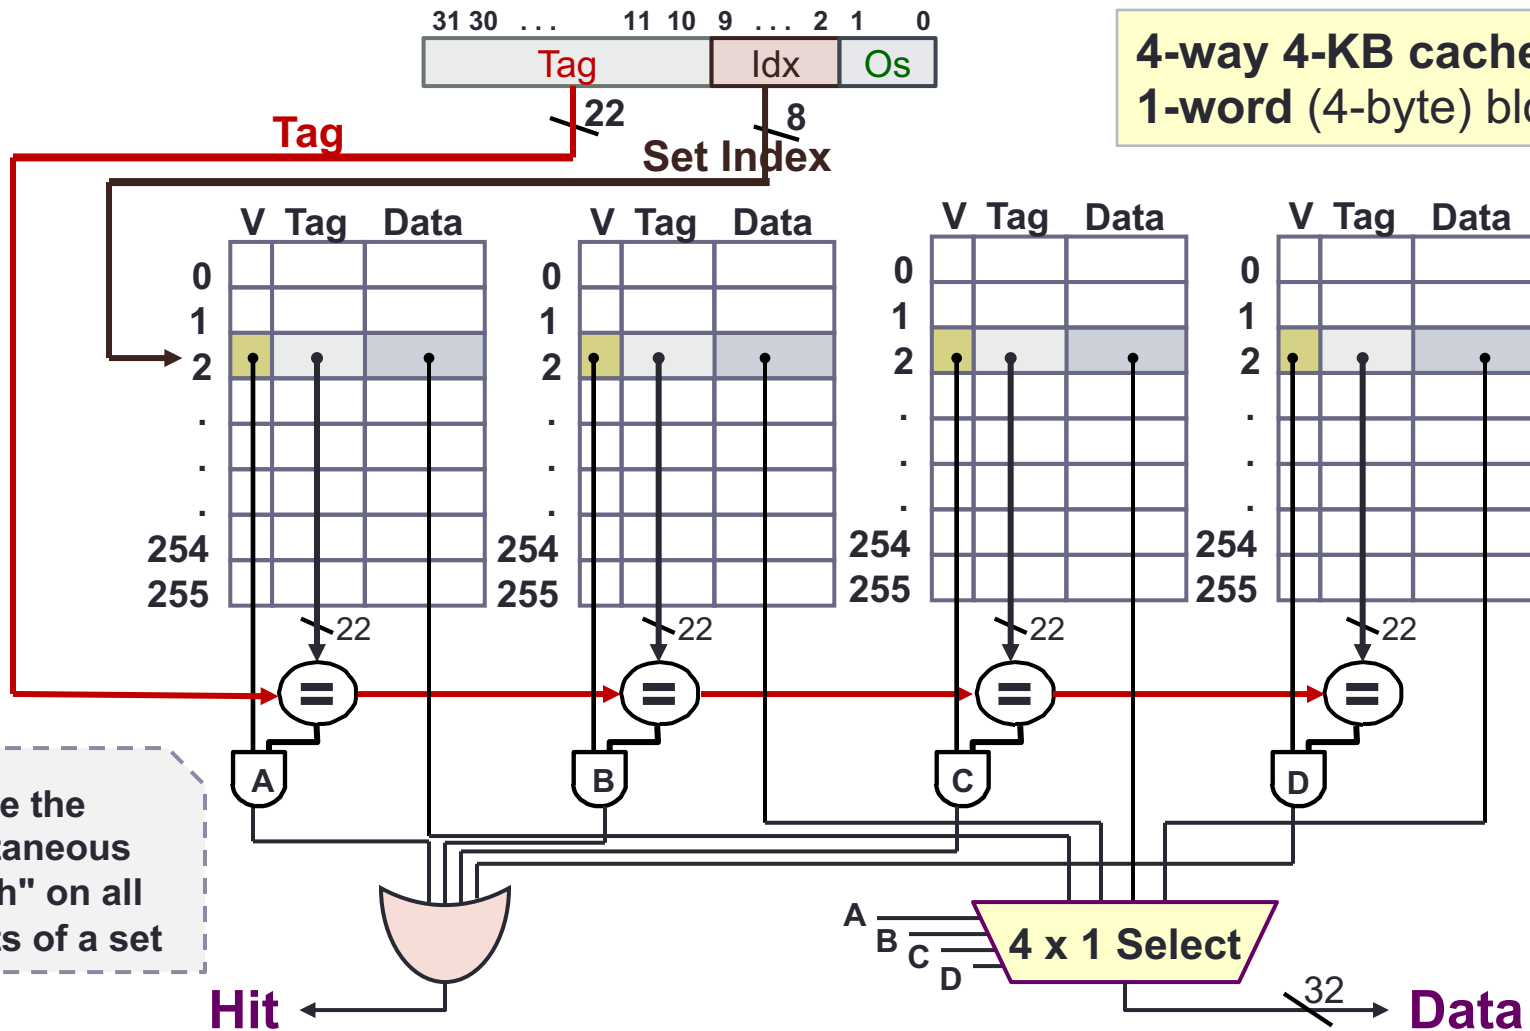 31 30 ... 11 10 9 ... 2 1 0
Tag Idx Os
4-way 4-KB cache
1-word (4-byte)
22 8
Tag
Set Index
V Tag Data V Tag Data V Tag Data V Tag Data
0 0 0 0
1 1 1 1
2 2 2 2
. . . .
. . . .
. . . .
254 254 254 254
255 255 255 255
22 22 22 22
= = = =
A B C D
e the
taneous
h" on all
ts of a set
A
B
C
D
4 x 1 Select
Hit
32
Data